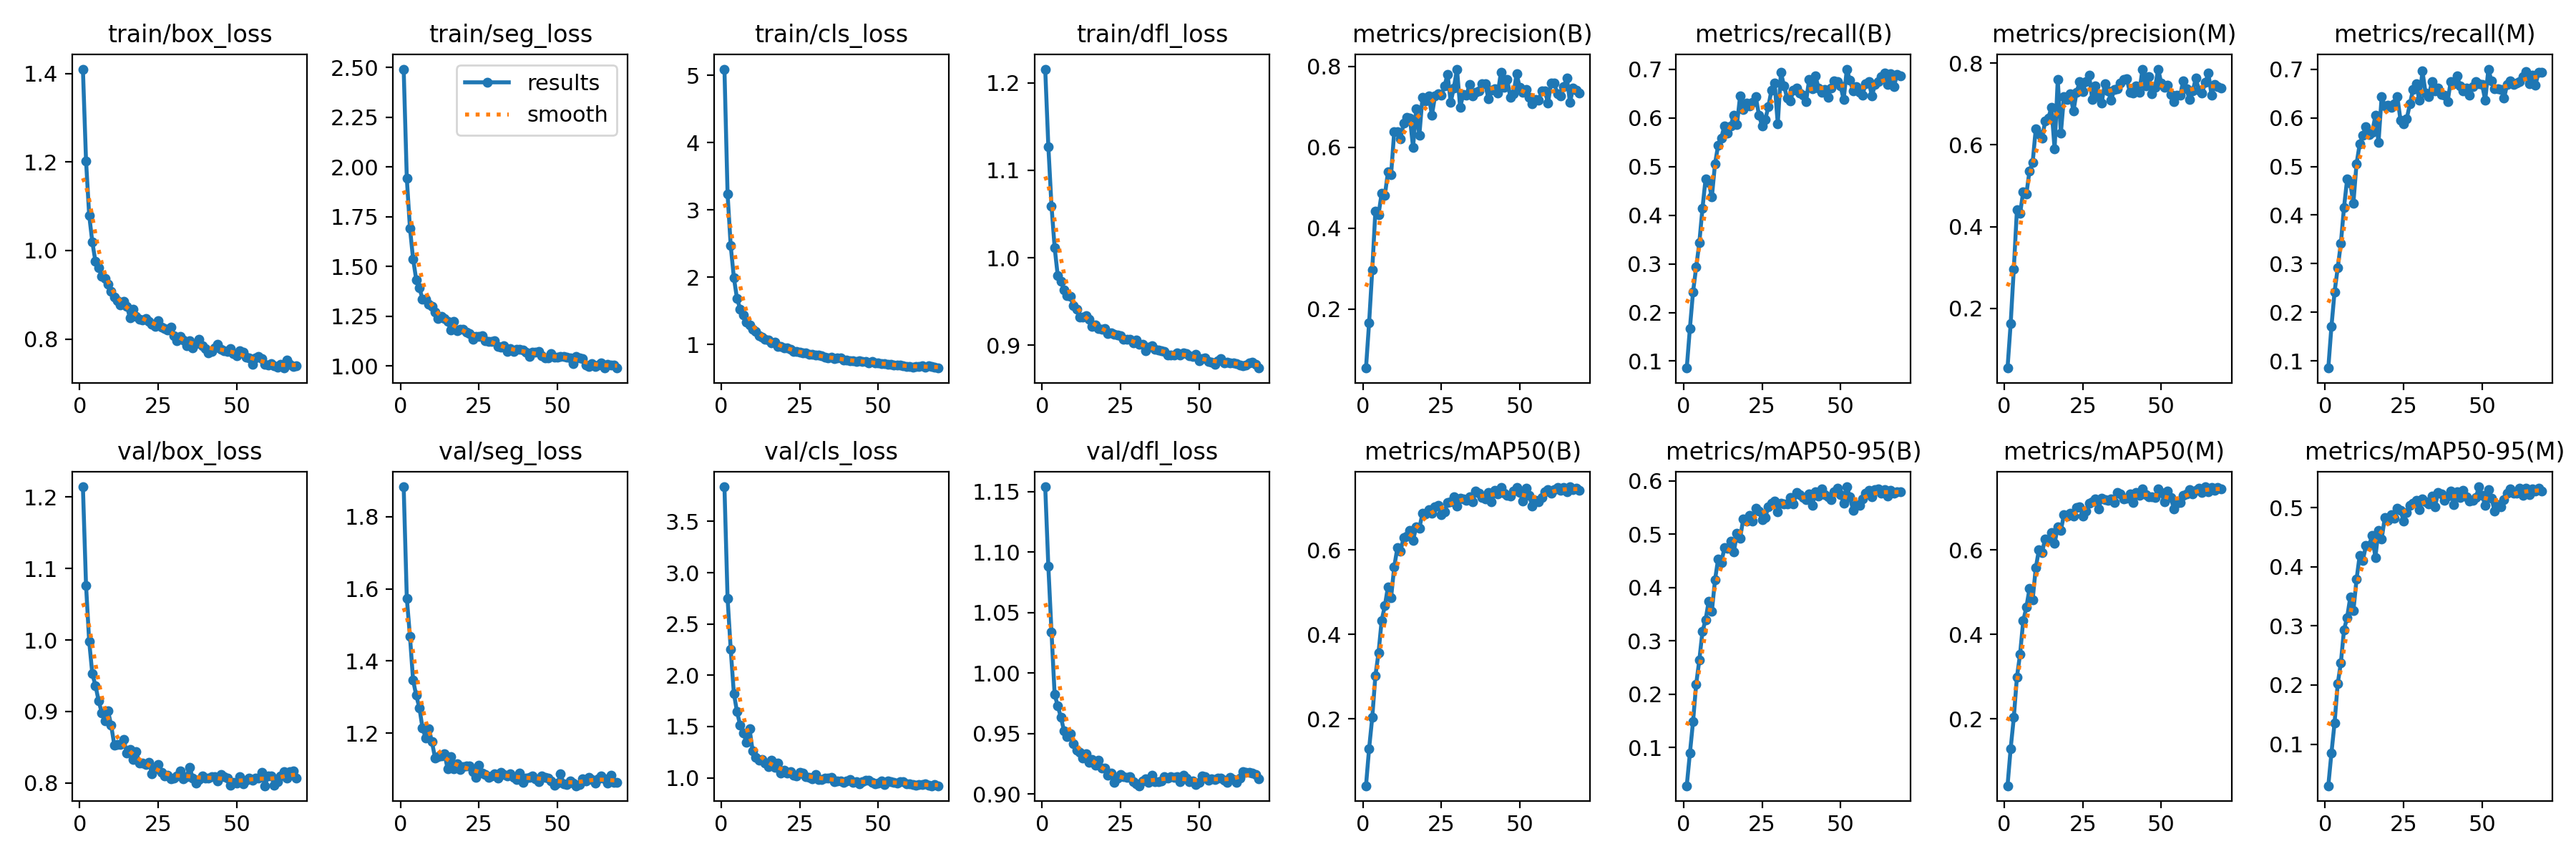 train/box_loss
train/seg_loss
train/cls_loss
train/dfl_loss
metrics/precision(B)
metrics/recall(B)
metrics/precision(M)
metrics/recall(M)
1.4
1.2
1.0
0.8
0 25 50
2.50
2.25
2.00
1.75
1.50
1.25
1.00
results
smooth
0 25 50
5
4
3
2
1
0 25 50
1.2
1.1
1.0
0.9
0 25 50
0.8
0.6
0.4
0.2
0 25 50
0.7
0.6
0.5
0.4
0.3
0.2
0.1
0 25 50
0.8
0.6
0.4
0.2
0 25 50
0.7
0.6
0.5
0.4
0.3
0.2
0.1
0 25 50
val/box_loss
val/seg_loss
val/cls_loss
val/dfl_loss
metrics/mAP50(B)
metrics/mAP50-95(B)
metrics/mAP50(M)
metrics/mAP50-95(M)
1.2
1.1
1.0
0.9
0.8
0 25 50
1.8
1.6
1.4
1.2
0 25 50
3.5
3.0
2.5
2.0
1.5
1.0
0 25 50
1.15
1.10
1.05
1.00
0.95
0.90
0 25 50
0.6
0.4
0.2
0 25 50
0.6
0.5
0.4
0.3
0.2
0.1
0 25 50
0.6
0.4
0.2
0 25 50
0.5
0.4
0.3
0.2
0.1
0 25 50